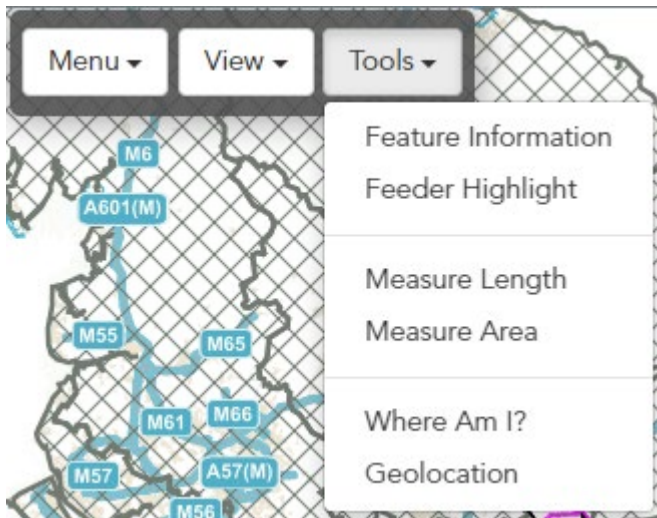 Menu View Tools
Feature Information
Feeder Highlight
Measure Length
Measure Area
Where Am I?
Geolocation
M6
A601(M)
M55
M65
M61
M66
M57
A57(M)
M56